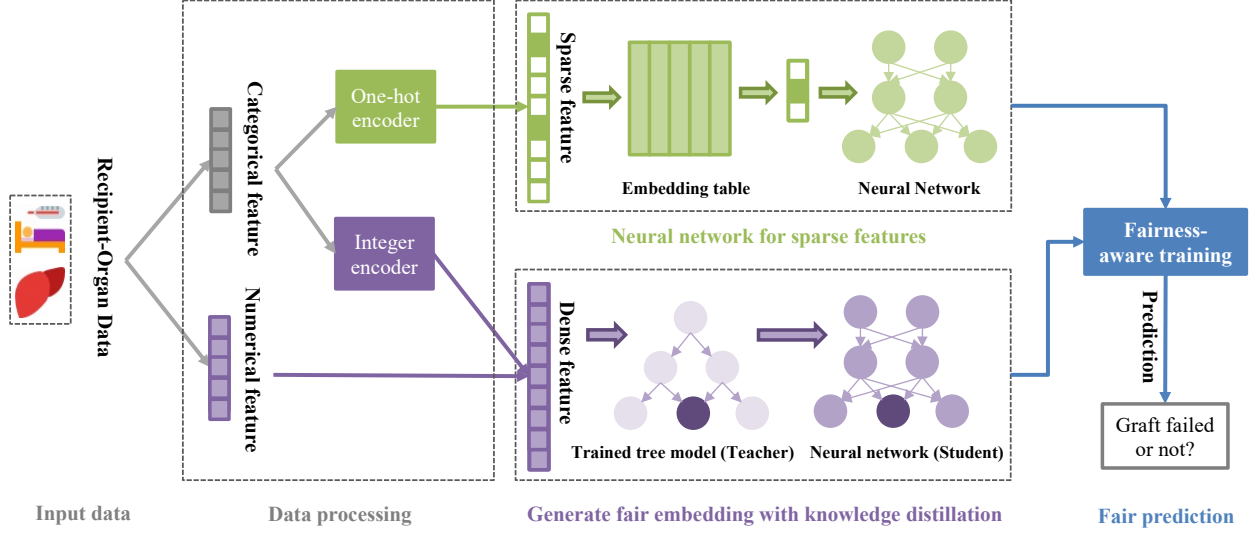 Recipient-Organ Data
Input data
Categorical feature
Numerical feature
One-hot
encoder
Integer
encoder
Data processing
Sparse feature
Embedding table
Neural Network
Neural network for sparse features
Dense feature
Trained tree model (Teacher)
Neural network (Student)
Generate fair embedding with knowledge distillation
Fairness-
aware training
Prediction
Graft failed
or not?
Fair prediction